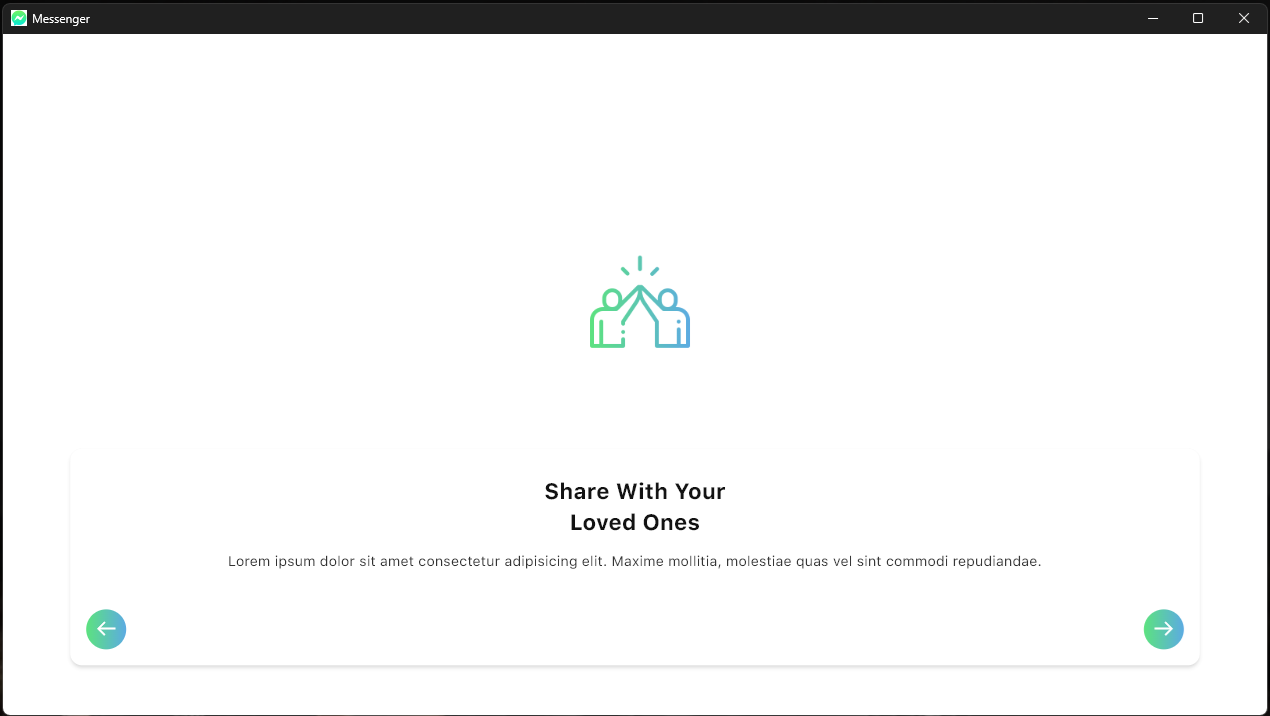 Messenger
Share With Your
Loved Ones
Lorem ipsum dolor sit amet consectetur adipisicing elit. Maxime mollitia, molestiae quas vel sint commodi repudiandae.